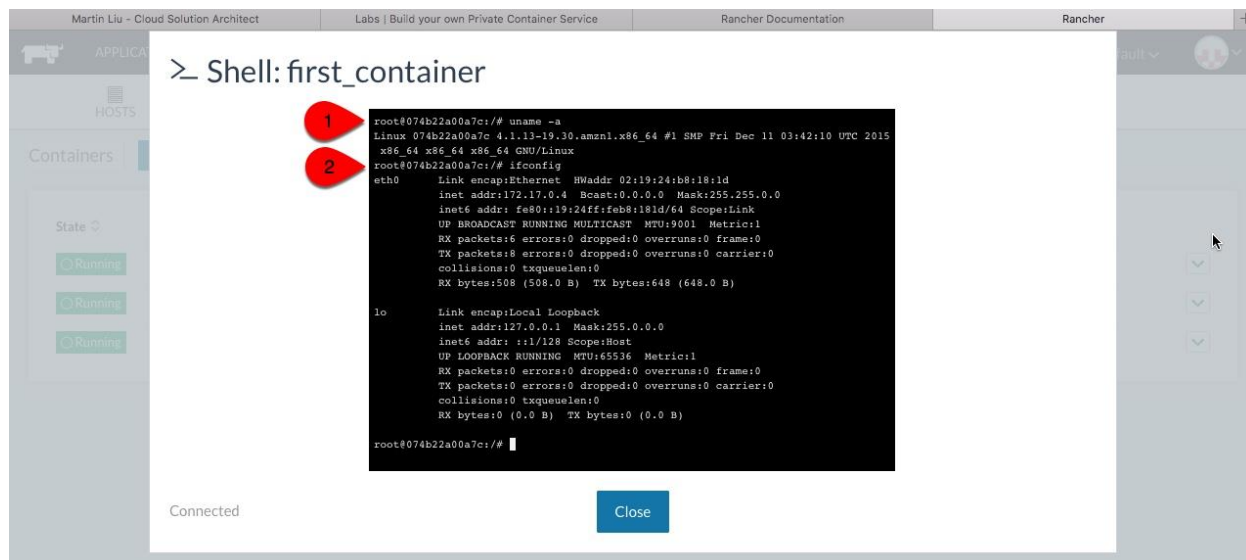 Martin Liu - Cloud Solution Architect
Labs | Build your own Private Container Service
Rancher Documentation
Rancher
APPLICA
ault
HOSTS
Containers
State
Running
Running
Running
Shell: first_container
1
2
root@074b22a00a7c:/# uname -a
Linux 074b22a00a7c 4.1.13-19.30.amzn1.x86_64 #1 SMP Fri Dec 11 03:42:10 UTC 2015
x86_64 x86_64 x86_64 GNU/Linux
root@074b22a00a7c:/# ifconfig
eth0 Link encap:Ethernet HWaddr 02:19:24:b8:18:1d
inet addr:172.17.0.4 Bcast:0.0.0.0 Mask:255.255.0.0
inet6 addr: fe80::19:24ff:feb8:181d/64 Scope:Link
UP BROADCAST RUNNING MULTICAST MTU:9001 Metric:1
RX packets:6 errors:0 dropped:0 overruns:0 frame:0
TX packets:8 errors:0 dropped:0 overruns:0 carrier:0
collisions:0 txqueuelen:0
RX bytes:508 (508.0 B) TX bytes:648 (648.0 B)
lo Link encap:Local Loopback
inet addr:127.0.0.1 Mask:255.0.0.0
inet6 addr: ::1/128 Scope:Host
UP LOOPBACK RUNNING MTU:65536 Metric:1
RX packets:0 errors:0 dropped:0 overruns:0 frame:0
TX packets:0 errors:0 dropped:0 overruns:0 carrier:0
collisions:0 txqueuelen:0
RX bytes:0 (0.0 B) TX bytes:0 (0.0 B)
root@074b22a00a7c:/#
Connected
Close